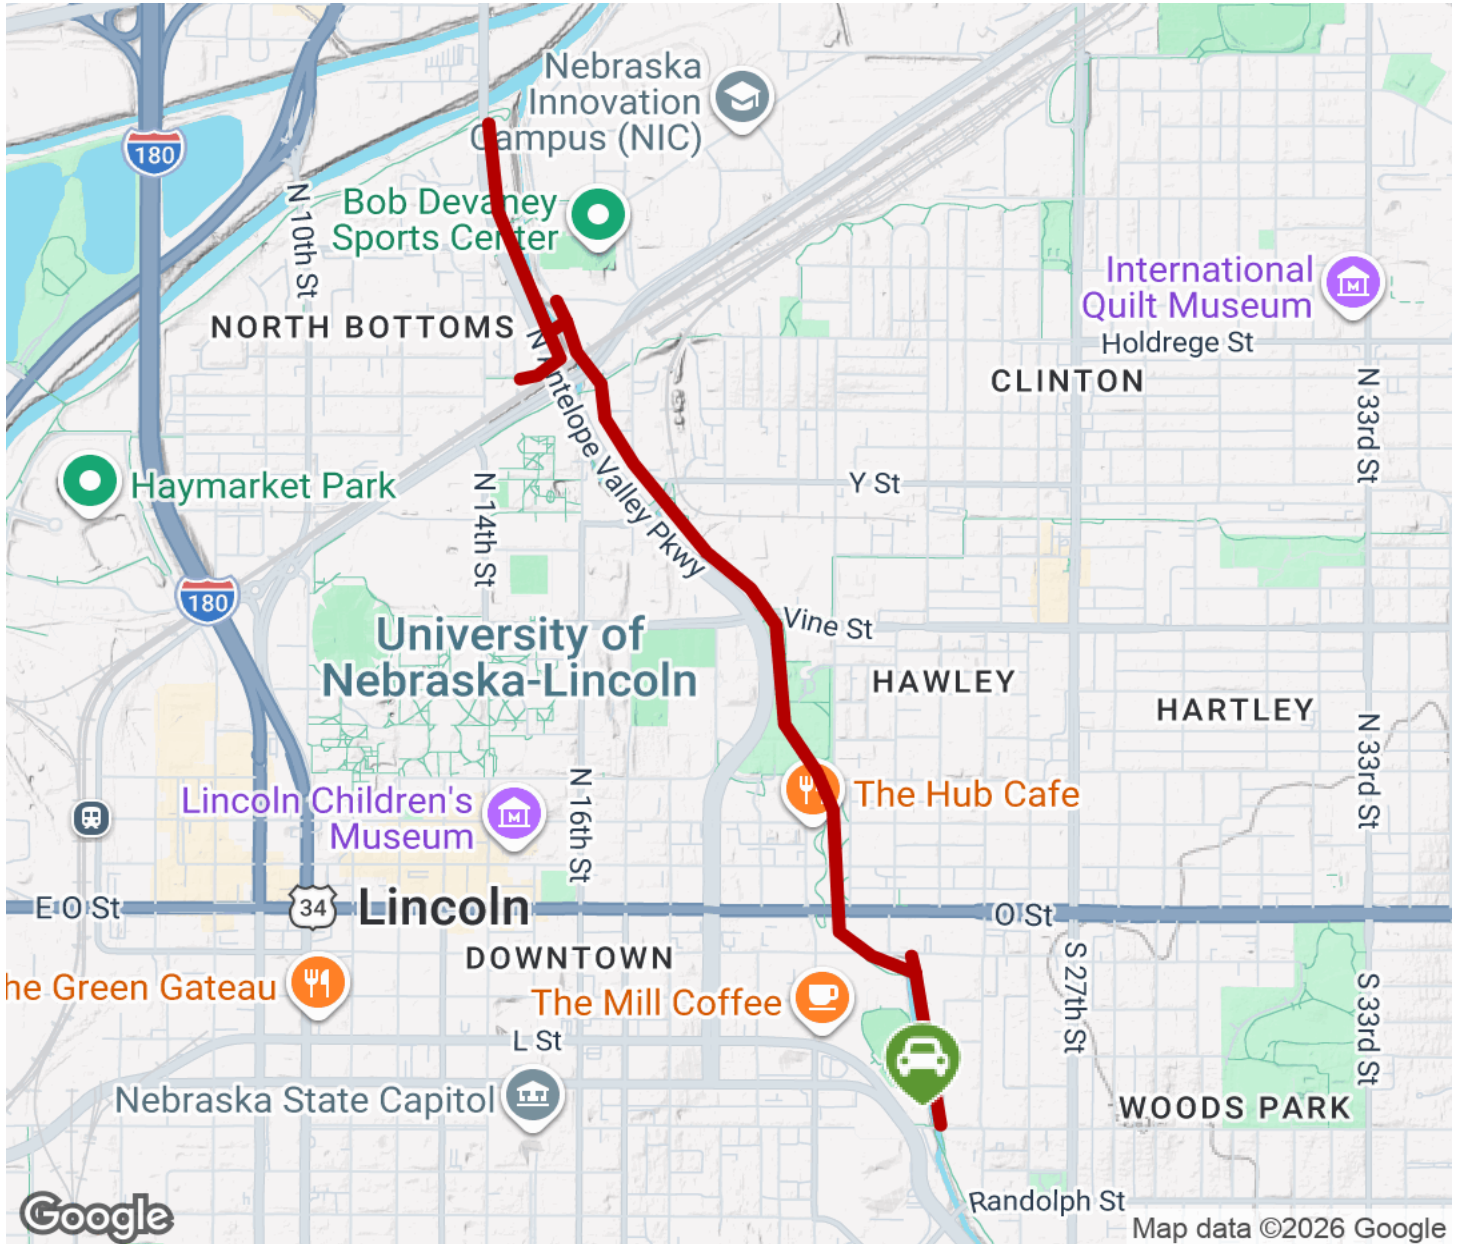 Nebraska
Innovation
Campus (NIC)
180
N 10th St
Bob Devaney
Sports Center
International
Quilt Museum
NORTH BOTTOMS
Holdrege St
CLINTON
N 33rd St
N Antelope Valley Pkwy
Haymarket Park
N 14th St
Y St
180
Vine St
University of
Nebraska-Lincoln
HAWLEY
HARTLEY
N 33rd St
N 16th St
Lincoln Children's
Museum
The Hub Cafe
E O St
34
Lincoln
O St
DOWNTOWN
S 27th St
S 33rd St
he Green Gateau
The Mill Coffee
L St
Nebraska State Capitol
WOODS PARK
Randolph St
Google
Map data ©2026 Google